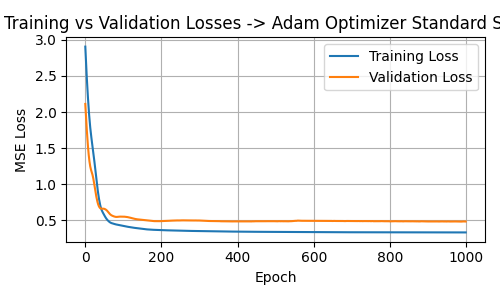 Training vs Validation Losses -> Adam Optimizer Standard S
3.0
2.5
2.0
1.5
1.0
0.5
MSE Loss
Training Loss
Validation Loss
0 200 400 600 800 1000
Epoch